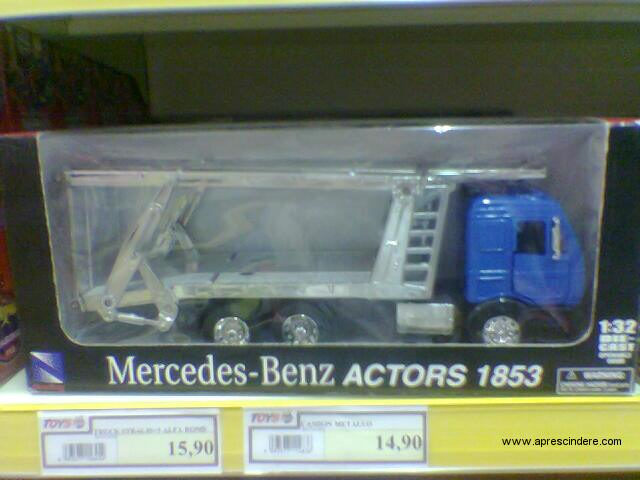 1:32
DIE-
CAST
Mercedes-Benz ACTORS 1853
WARNING
TOYS
15,90
TOYS
CAMION METALLO
14,90
www.aprescindere.com